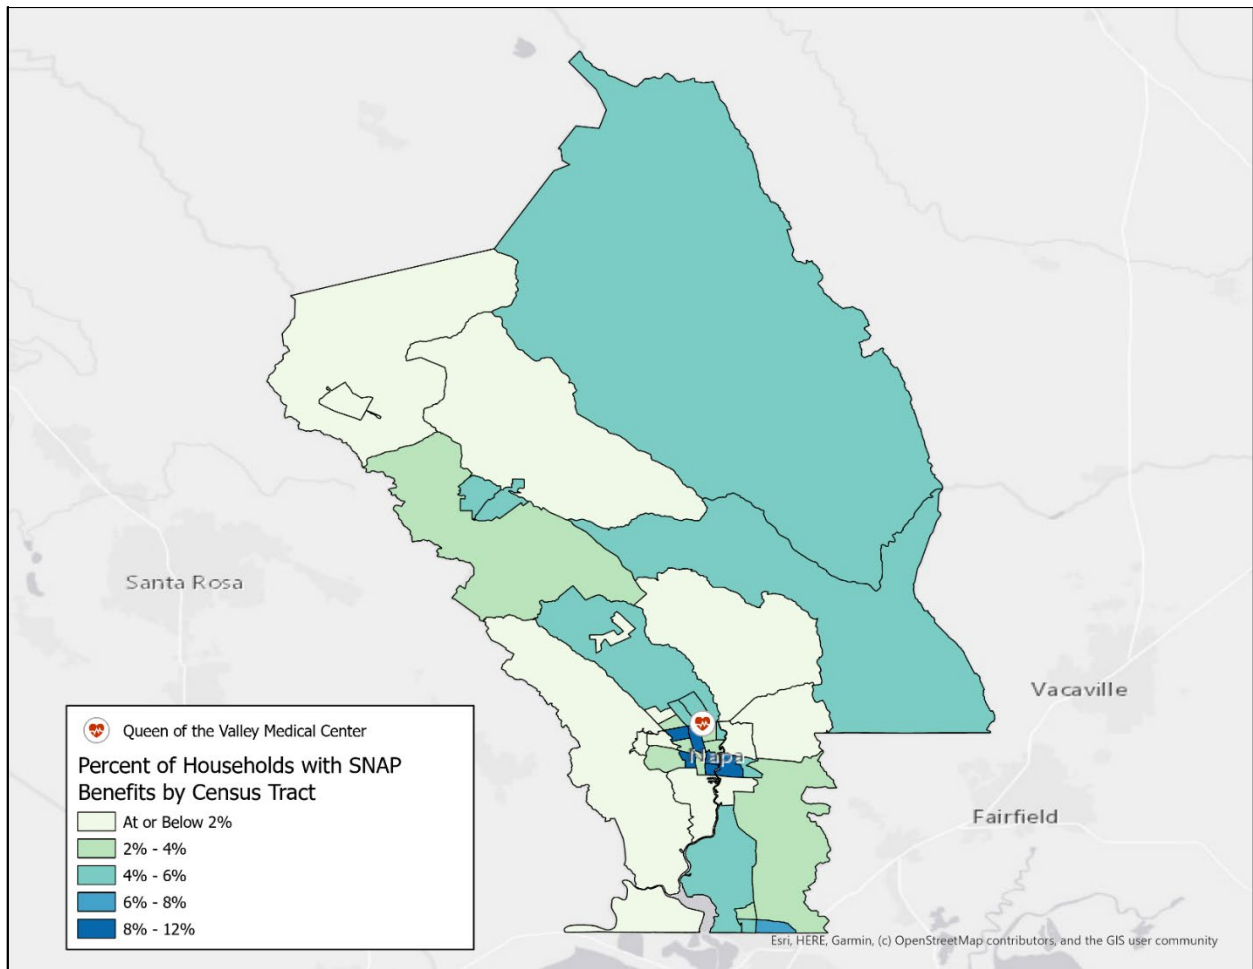 Santa Rosa
Vacaville
Napa
Fairfield
Queen of the Valley Medical Center
Percent of Households with SNAP
Benefits by Census Tract
At or Below 2%
2% - 4%
4% - 6%
6% - 8%
8% - 12%
Esri, HERE, Garmin, (c) OpenStreetMap contributors, and the GIS user community